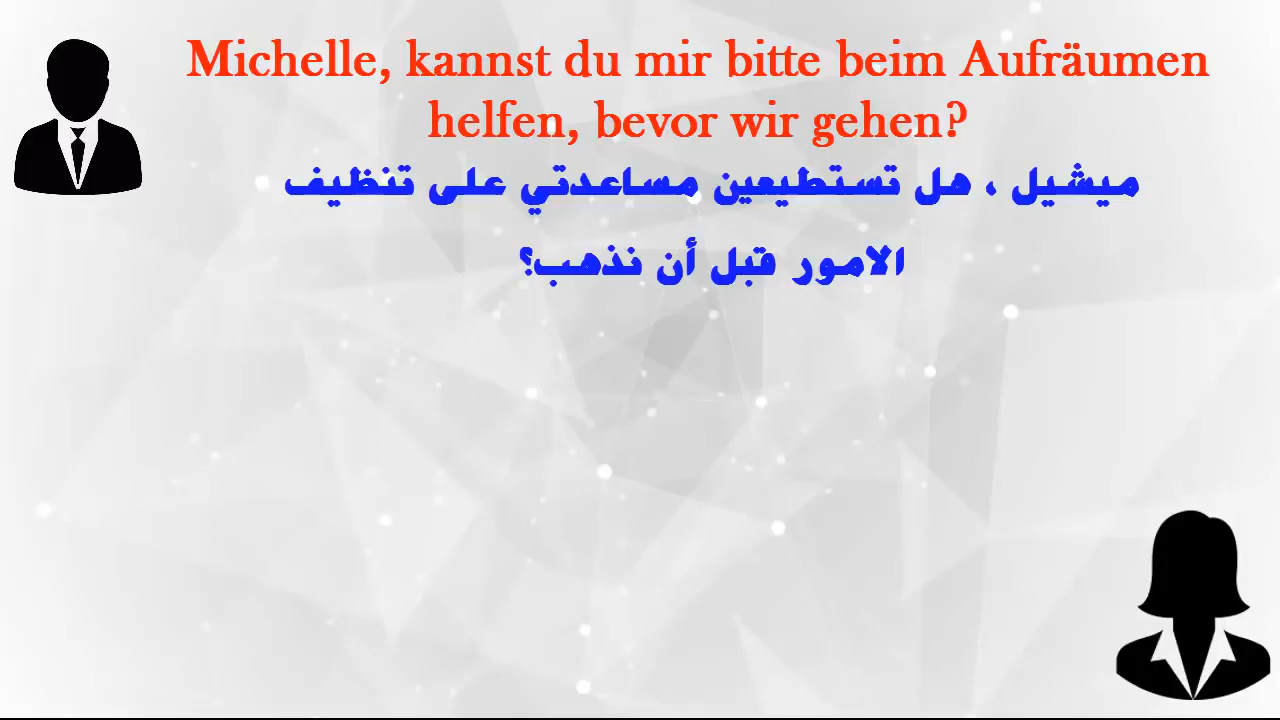 Michelle, kannst du mir bitte beim Aufräumen
helfen, bevor wir gehen?
ميشيل ، هل تستطيعين مساعدتي على تنظيف
الامور قبل أن نذهب؟